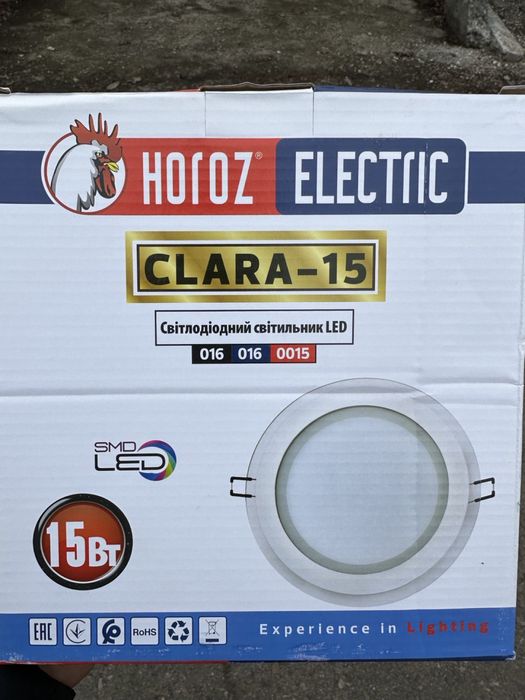 HOROZ® ELECTRIC
CLARA-15
Світлодіодний світильник LED
016 016 0015
SMD
LED
15Вт
EAC RoHS
Experience in Lighting